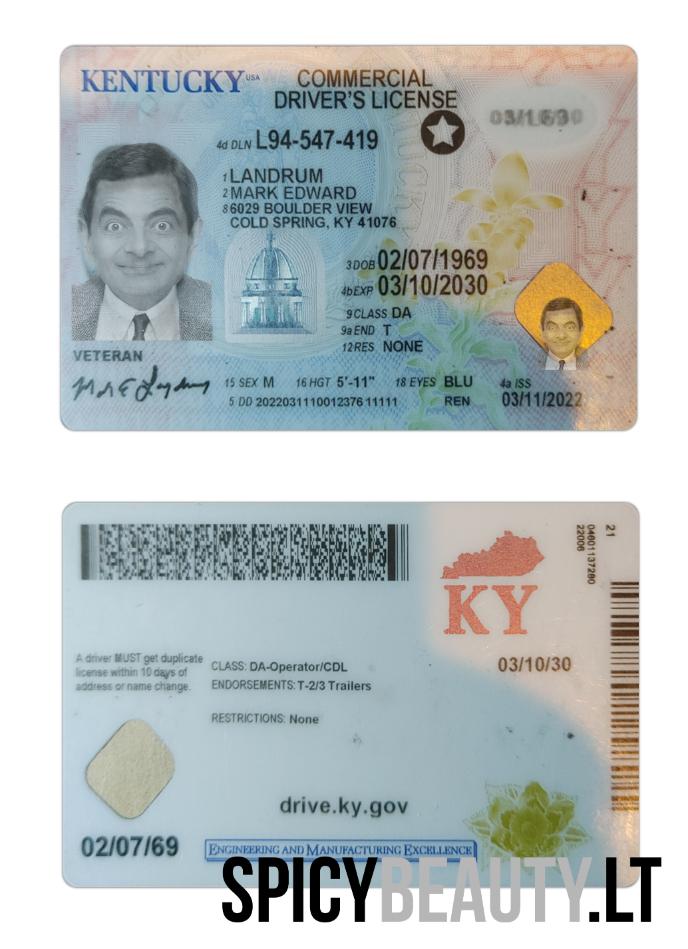 KENTUCKY USA
COMMERCIAL
DRIVER'S LICENSE
4d DLN L94-547-419
1 LANDRUM
2 MARK EDWARD
8 6029 BOULDER VIEW
COLD SPRING, KY 41076
3 DOB 02/07/1969
4b EXP 03/10/2030
9 CLASS DA
9a END T
12 RES NONE
VETERAN
15 SEX M 16 HGT 5'-11" 18 EYES BLU 4a ISS
5 DD 2022031110012376 11111 REN 03/11/2022
21
04601137280
22006
KY
03/10/30
A driver MUST get duplicate
license within 10 days of
address or name change.
CLASS: DA-Operator/CDL
ENDORSEMENTS: T-2/3 Trailers
RESTRICTIONS: None
drive.ky.gov
02/07/69
ENGINEERING AND MANUFACTURING EXCELLENCE
SPICYBEAUTY.LT